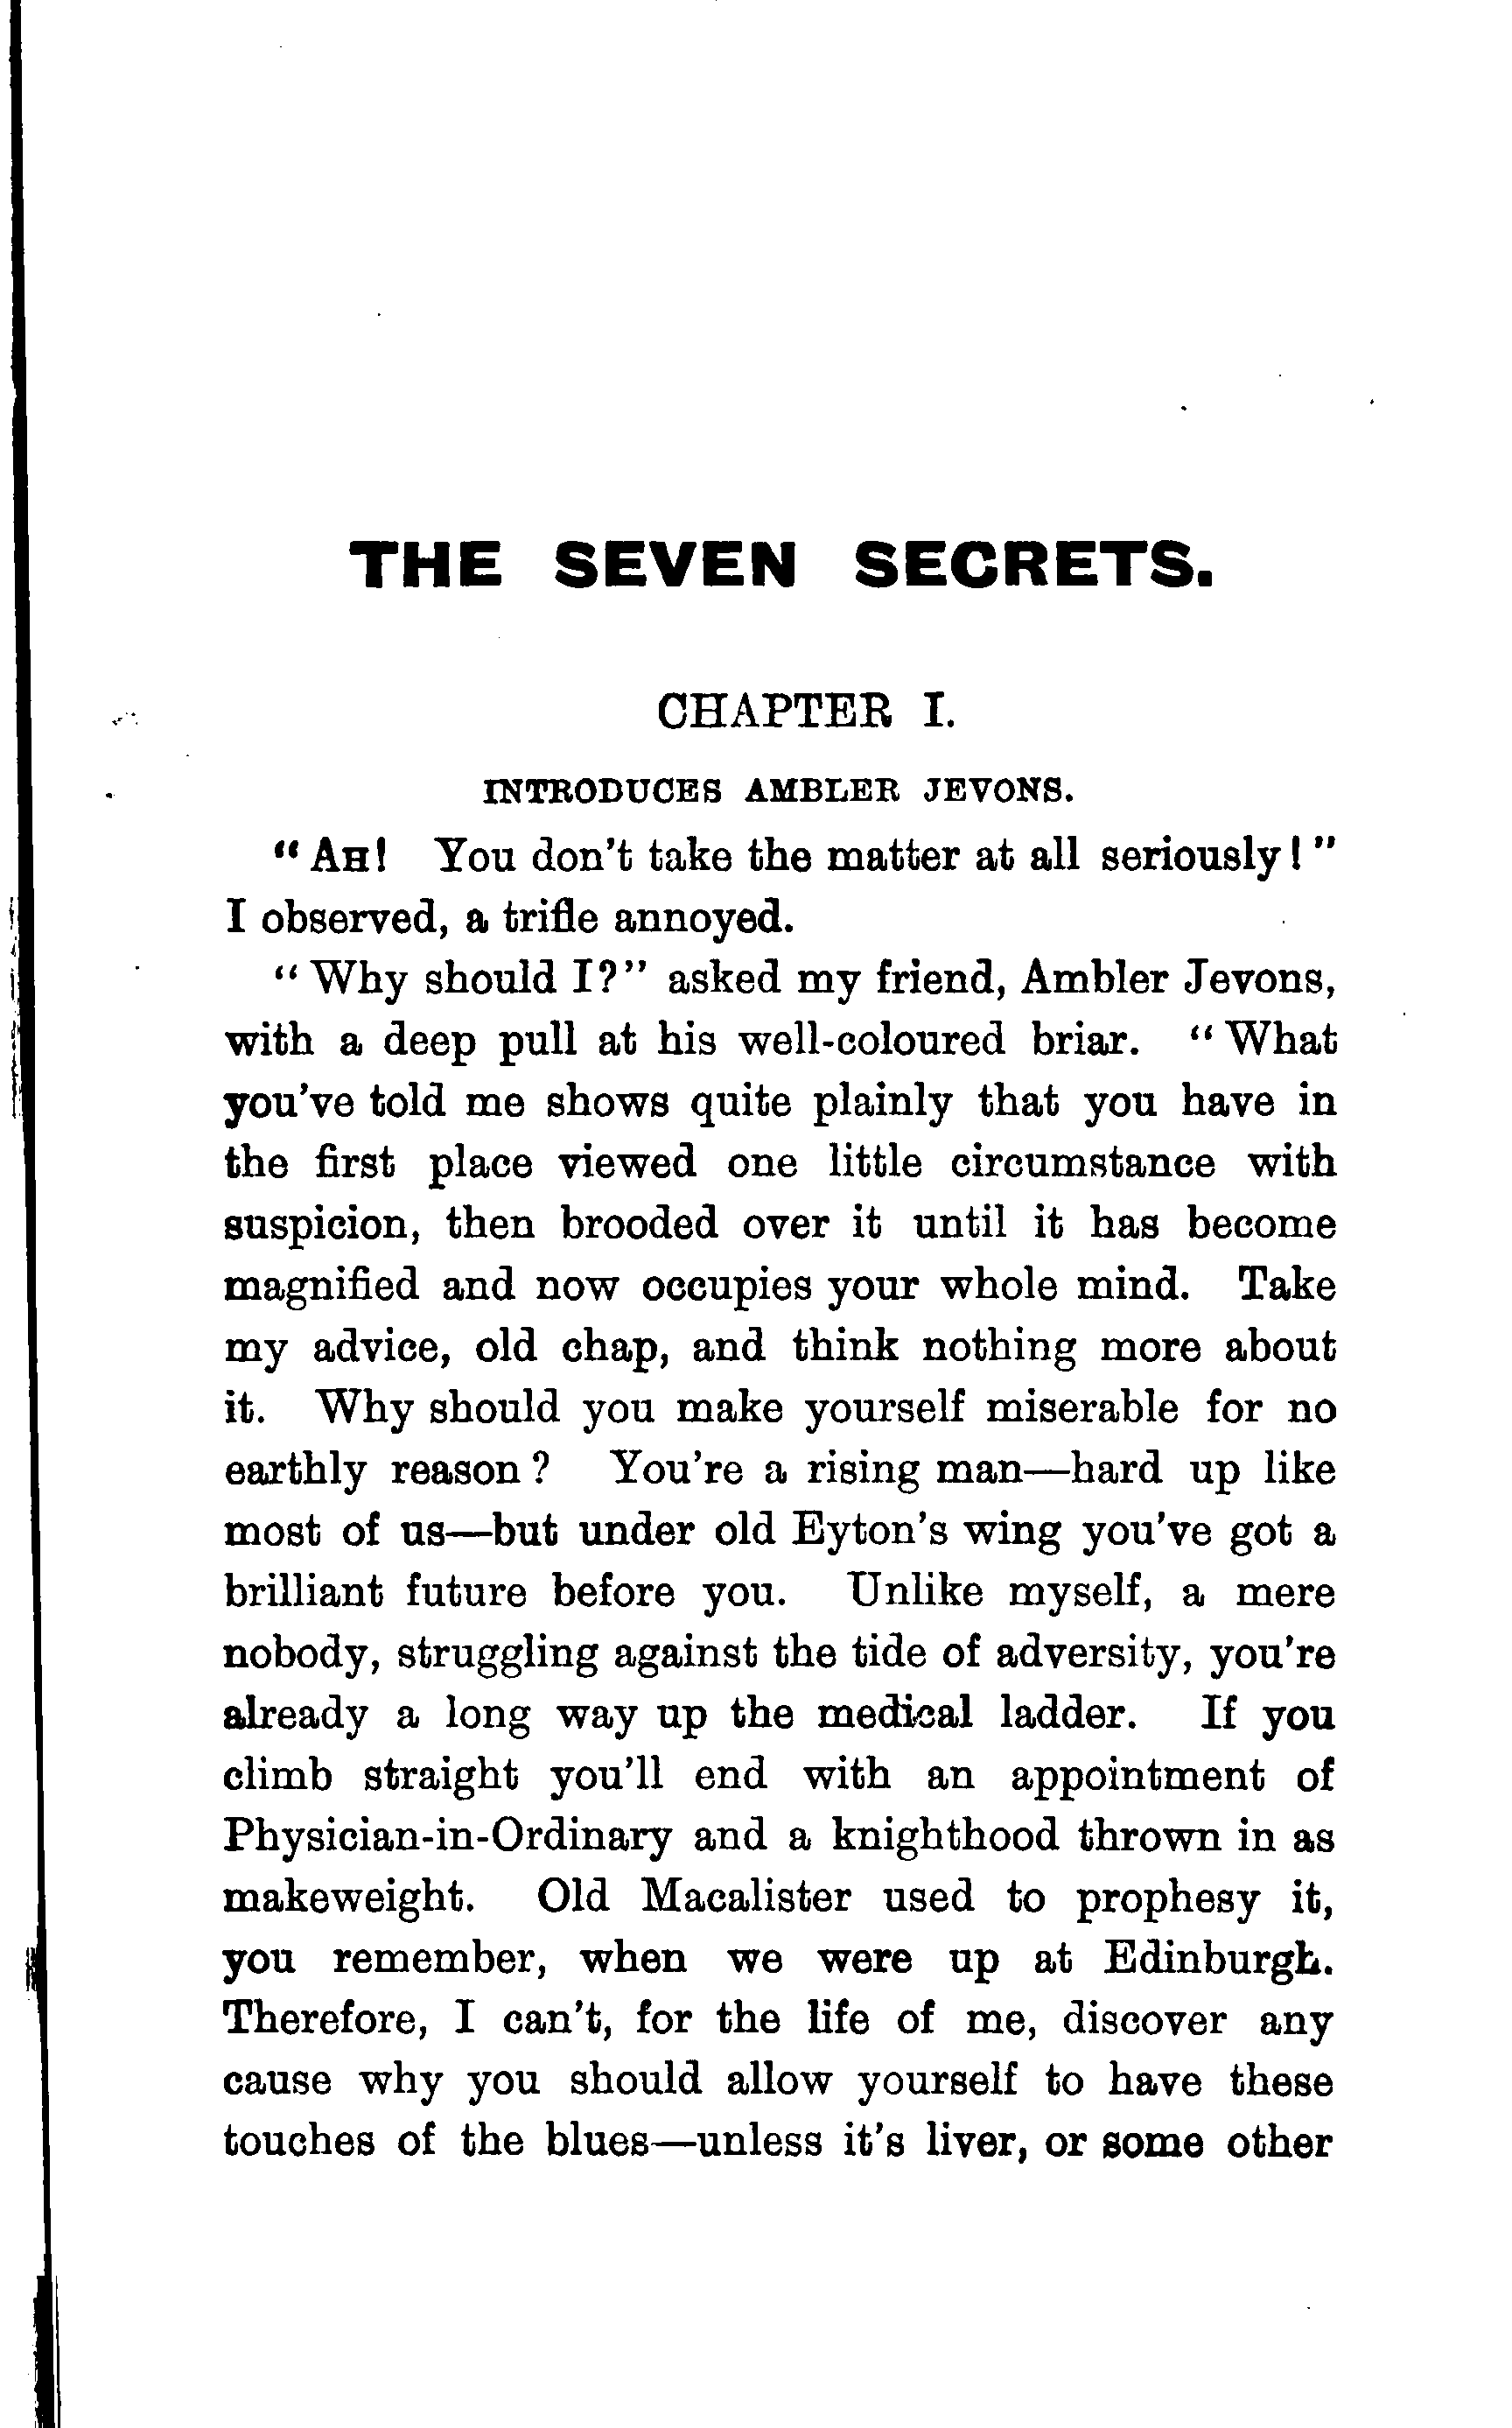 THE SEVEN SECRETS.
CHAPTER I.
INTRODUCES AMBLER JEVONS.
“AH! You don't take the matter at all seriously!”
I observed, a trifle annoyed.
“Why should I?” asked my friend, Ambler Jevons,
with a deep pull at his well-coloured briar. “What
you've told me shows quite plainly that you have in
the first place viewed one little circumstance with
suspicion, then brooded over it until it has become
magnified and now occupies your whole mind. Take
my advice, old chap, and think nothing more about
it. Why should you make yourself miserable for no
earthly reason? You're a rising man—hard up like
most of us—but under old Eyton's wing you've got a
brilliant future before you. Unlike myself, a mere
nobody, struggling against the tide of adversity, you're
already a long way up the medical ladder. If you
climb straight you'll end with an appointment of
Physician-in-Ordinary and a knighthood thrown in as
makeweight. Old Macalister used to prophesy it,
you remember, when we were up at Edinburgh.
Therefore, I can't, for the life of me, discover any
cause why you should allow yourself to have these
touches of the blues—unless it's liver, or some other